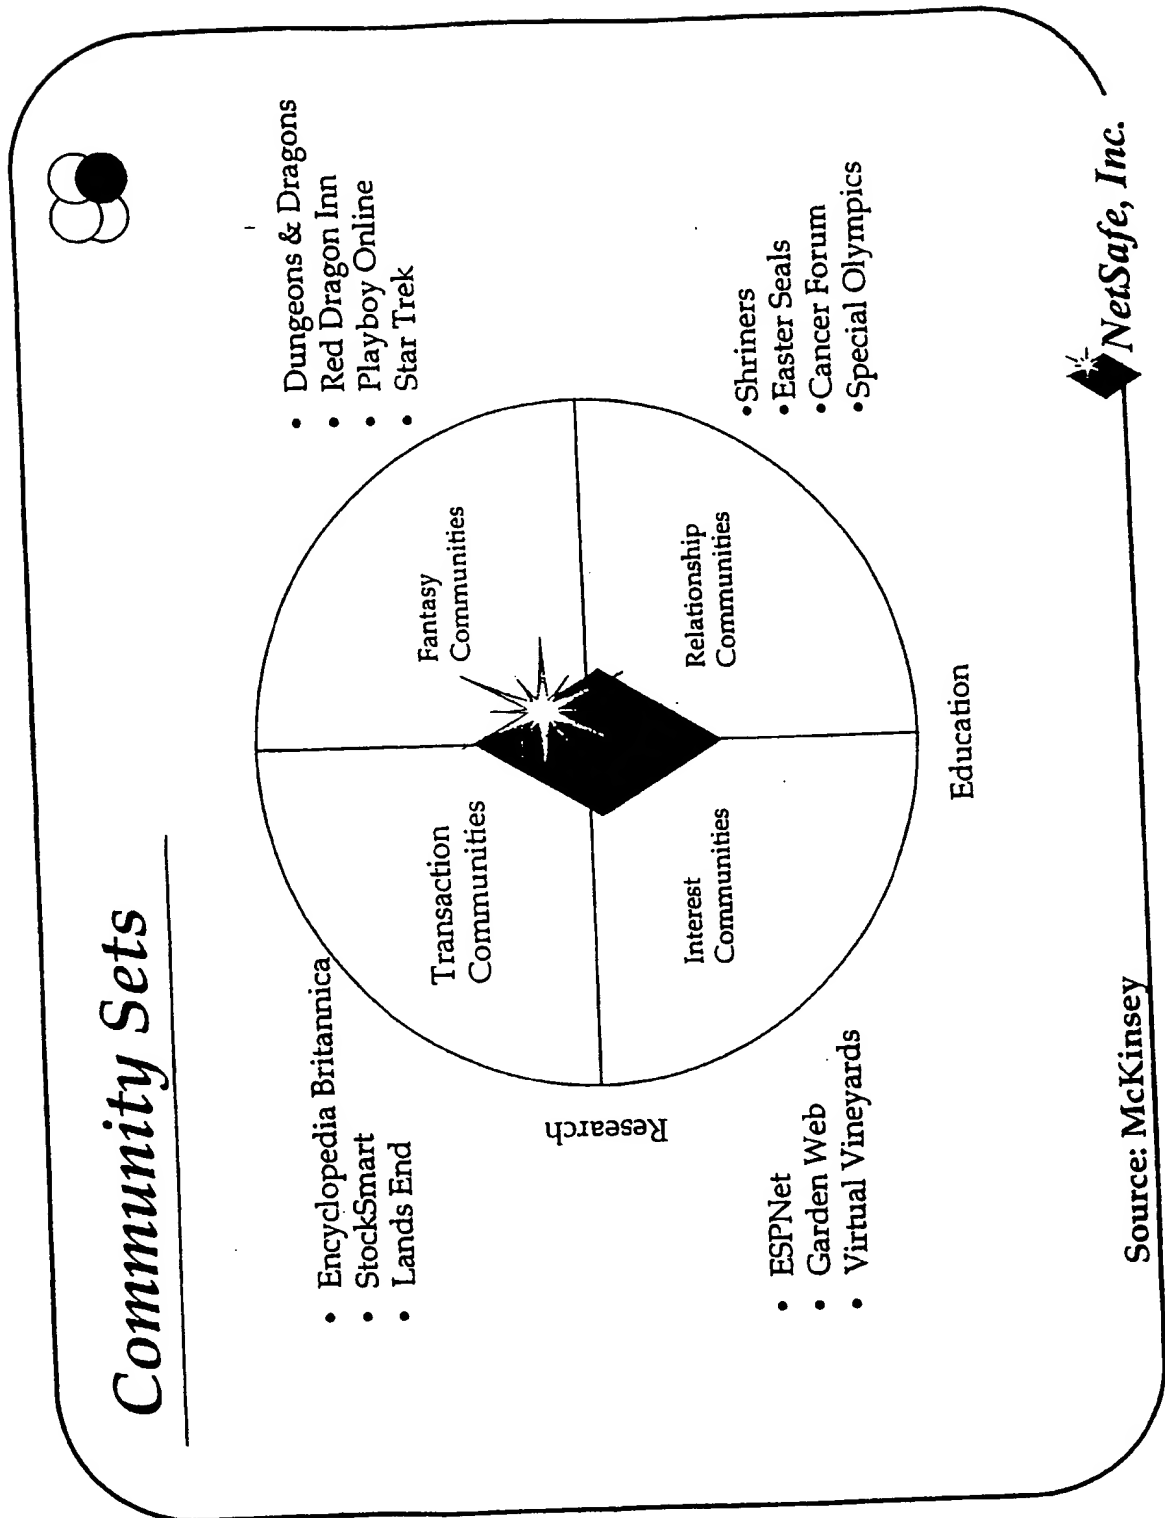 Community Sets
• Encyclopedia Britannica
• StockSmart
• Lands End
• Dungeons & Dragons
• Red Dragon Inn
• Playboy Online
• Star Trek
Transaction
Communities
Fantasy
Communities
Research
Interest
Communities
Relationship
Communities
• ESPNet
• Garden Web
• Virtual Vineyards
•Shriners
•Easter Seals
•Cancer Forum
•Special Olympics
Education
Source: McKinsey
NetSafe, Inc.